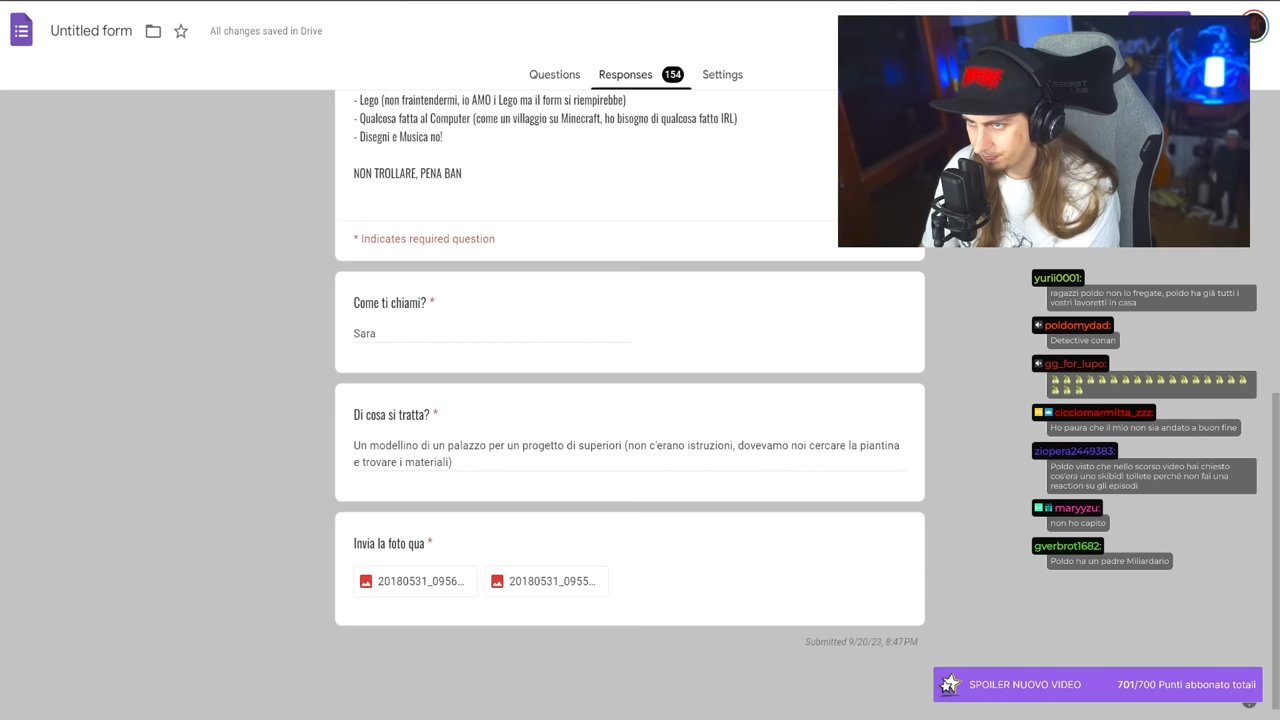 Untitled form
All changes saved in Drive
Questions
Responses 154
Settings
- Lego (non fraintendermi, io AMO i Lego ma il form si riempirebbe)
- Qualcosa fatta al Computer (come un villaggio su Minecraft, ho bisogno di qualcosa fatto IRL)
- Disegni e Musica no!
NON TROLLARE, PENA BAN
* Indicates required question
Come ti chiami? *
Sara
Di cosa si tratta? *
Un modellino di un palazzo per un progetto di superiori (non c'erano istruzioni, dovevamo noi cercare la piantina
e trovare i materiali)
Invia la foto qua *
20180531_0956...
20180531_0955...
Submitted 9/20/23, 8:47 PM
yurii0001:
ragazzi poldo non lo fregate, poldo ha già tutti i
vostri lavoretti in casa
poldomydad:
Detective conan
gg_for_lupo:
cicciomarmitta_zzz:
Ho paura che il mio non sia andato a buon fine
ziopera2449383:
Poldo visto che nello scorso video hai chiesto
cos'era uno skibidi toilete perché non fai una
reaction su gli episodi
maryyzu:
non ho capito
gverbrot1682:
Poldo ha un padre Miliardario
SPOILER NUOVO VIDEO
701/700 Punti abbonato totali